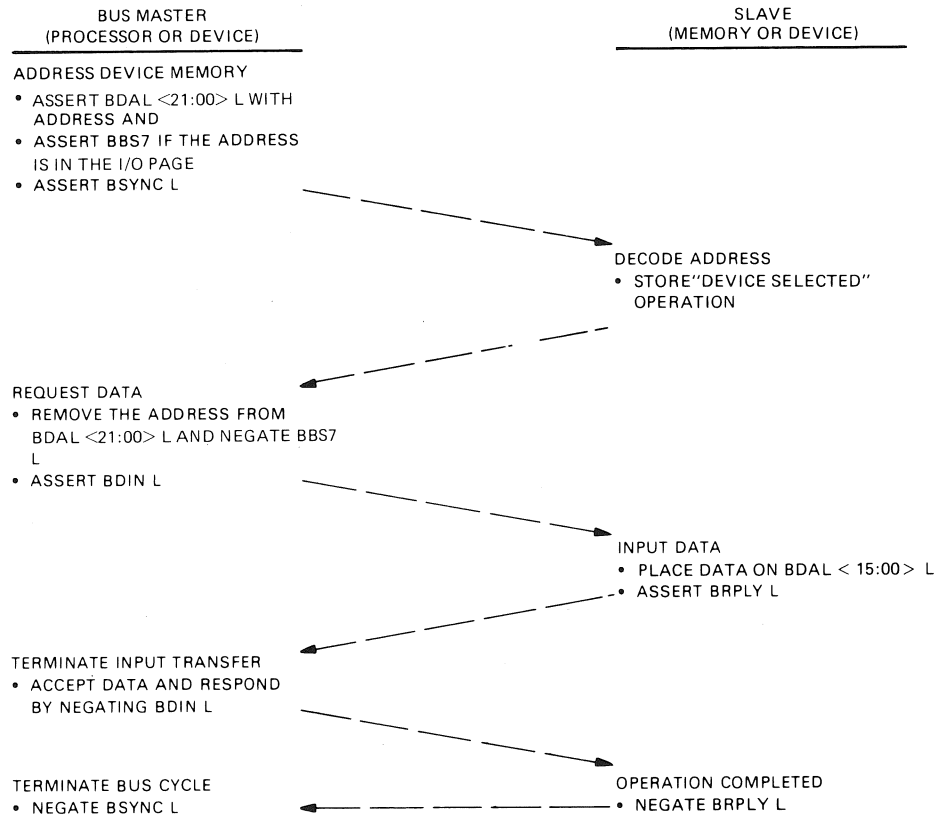 BUS MASTER
(PROCESSOR OR DEVICE)
SLAVE
(MEMORY OR DEVICE)
ADDRESS DEVICE MEMORY
• ASSERT BDAL <21:00> L WITH
ADDRESS AND
• ASSERT BBS7 IF THE ADDRESS
IS IN THE I/O PAGE
• ASSERT BSYNC L
DECODE ADDRESS
• STORE"DEVICE SELECTED"
OPERATION
REQUEST DATA
• REMOVE THE ADDRESS FROM
BDAL <21:00> L AND NEGATE BBS7
L
• ASSERT BDIN L
INPUT DATA
• PLACE DATA ON BDAL < 15:00> L
• ASSERT BRPLY L
TERMINATE INPUT TRANSFER
• ACCEPT DATA AND RESPOND
BY NEGATING BDIN L
OPERATION COMPLETED
• NEGATE BRPLY L
TERMINATE BUS CYCLE
• NEGATE BSYNC L